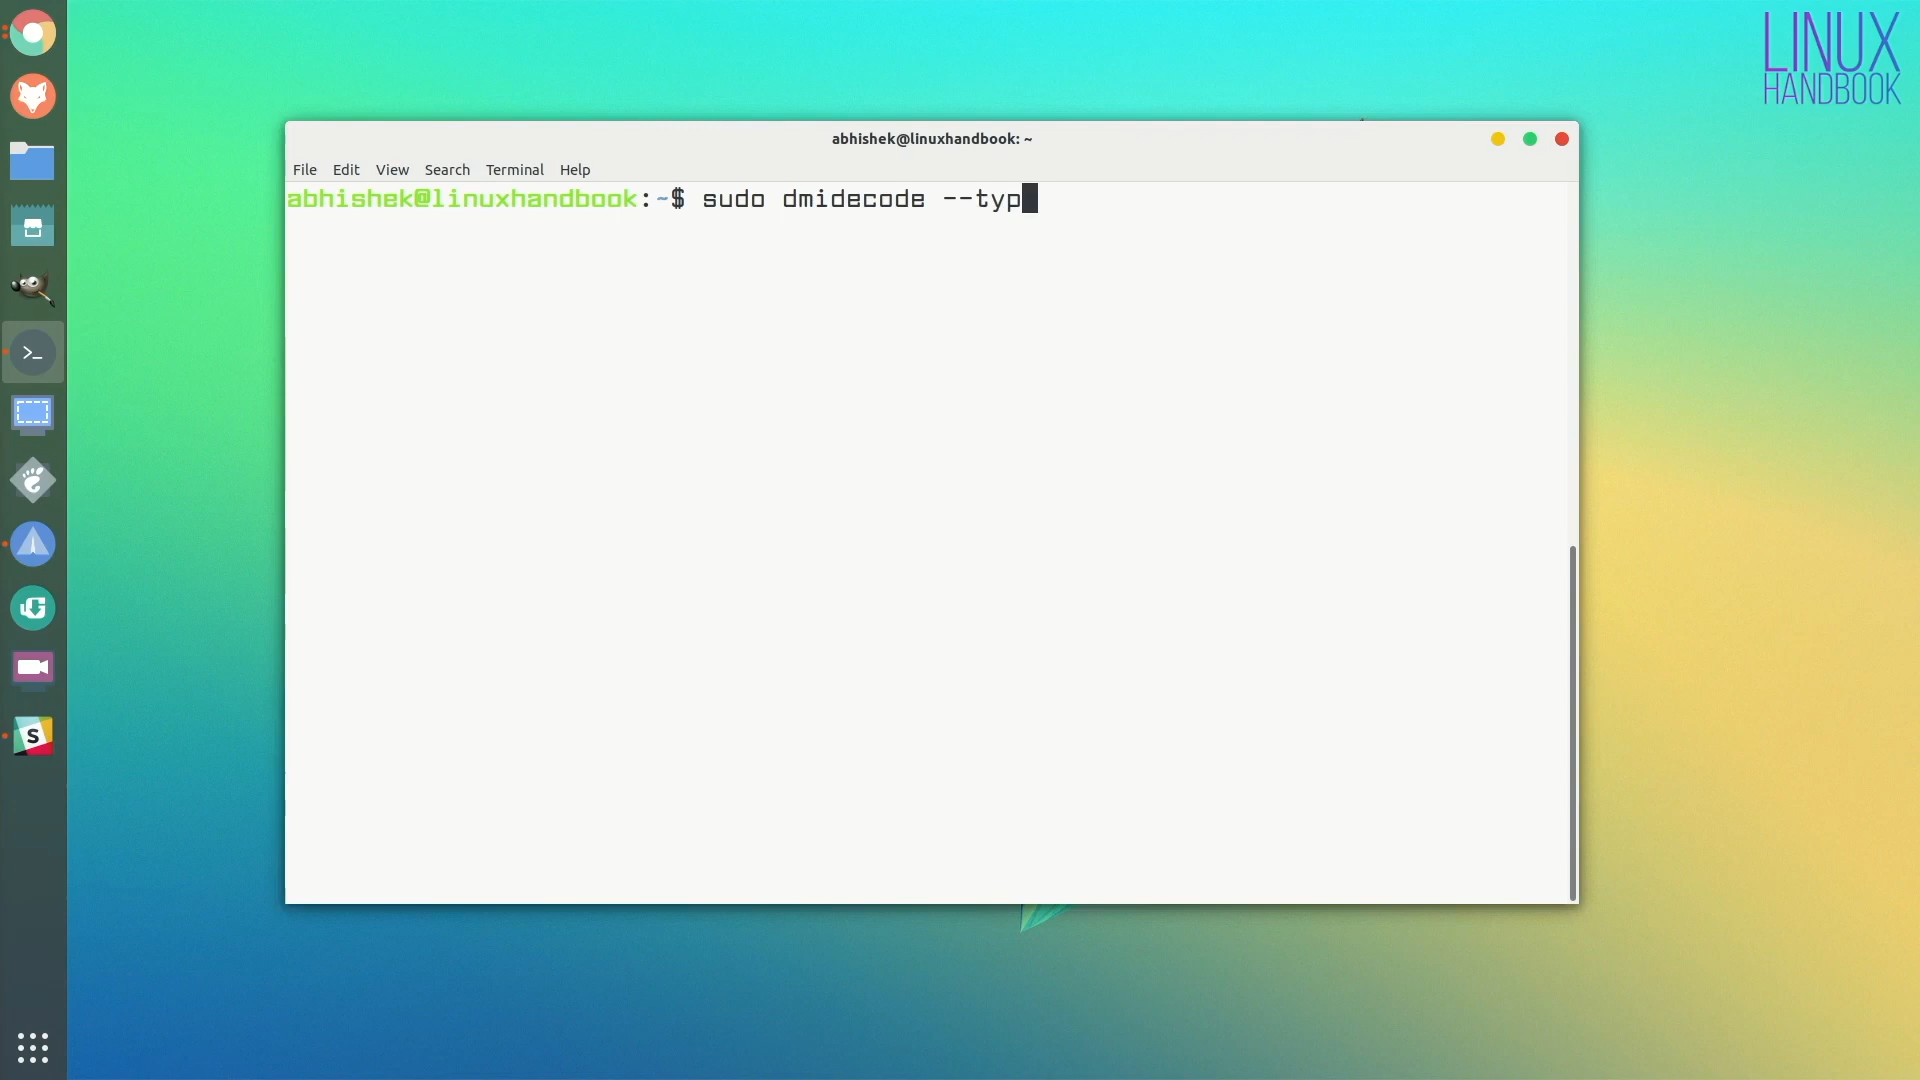 LINUX
HANDBOOK
abhishek@linuxhandbook: ~
File Edit View Search Terminal Help
abhishek@linuxhandbook:~$ sudo dmidecode --typ
>_
S